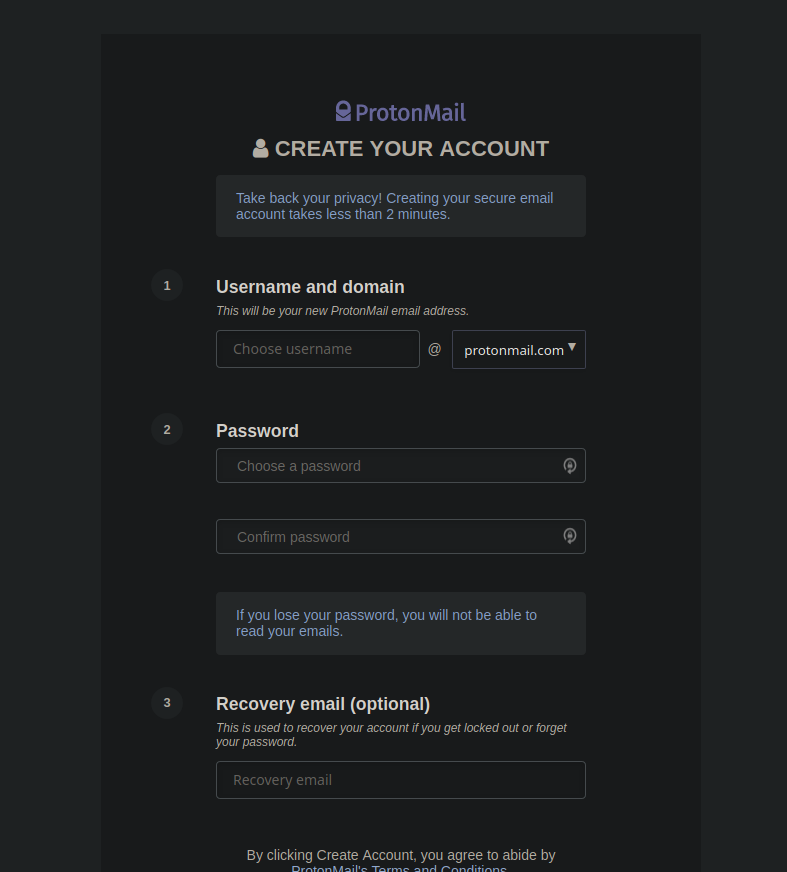 ProtonMail
CREATE YOUR ACCOUNT
Take back your privacy! Creating your secure email
account takes less than 2 minutes.
1
Username and domain
This will be your new ProtonMail email address.
Choose username @ protonmail.com
2
Password
Choose a password
Confirm password
If you lose your password, you will not be able to
read your emails.
3
Recovery email (optional)
This is used to recover your account if you get locked out or forget
your password.
Recovery email
By clicking Create Account, you agree to abide by
ProtonMail's Terms and Conditions